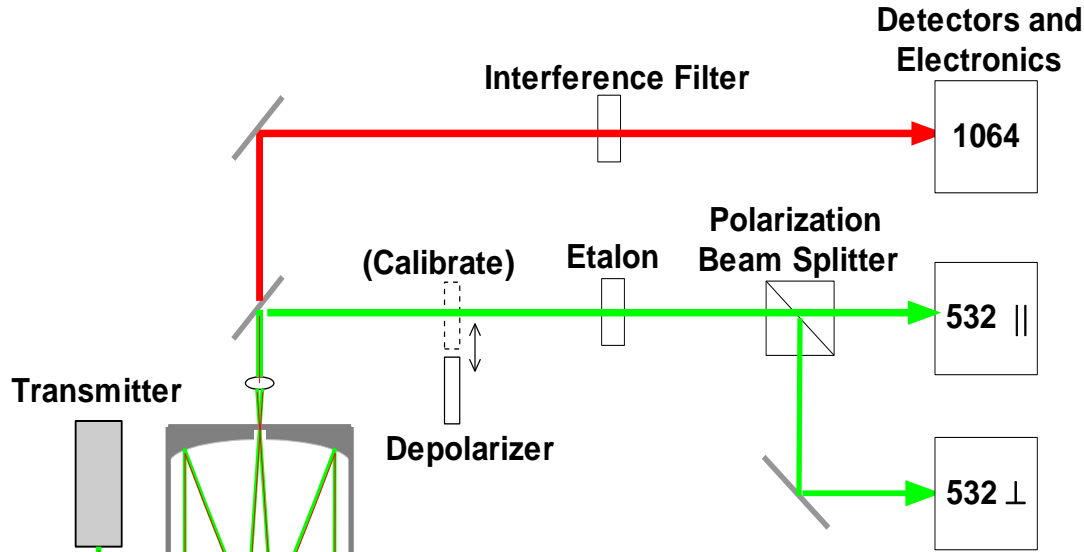 Detectors and
Electronics
Interference Filter
1064
Polarization
Beam Splitter
(Calibrate)
Etalon
532 ||
Transmitter
Depolarizer
532 ⊥